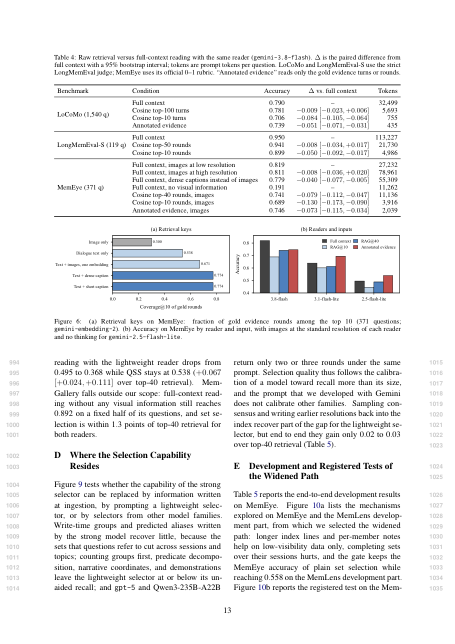 Table 4: Raw retrieval versus full-context reading with the same reader (gemini-3.8-flash). Δ is the paired difference from
full context with a 95% bootstrap interval; tokens are prompt tokens per question. LoCoMo and LongMemEval-S use the strict
LongMemEval judge; MemEye uses its official 0–1 rubric. "Annotated evidence" reads only the gold evidence turns or rounds.
Benchmark Condition Accuracy Δ vs. full context Tokens
LoCoMo (1,540 q)
Full context 0.790 – 32,499
Cosine top-100 turns 0.781 −0.009 [−0.023, +0.006] 5,693
Cosine top-10 turns 0.706 −0.084 [−0.105, −0.064] 755
Annotated evidence 0.739 −0.051 [−0.071, −0.031] 435
LongMemEval-S (119 q)
Full context 0.950 – 113,227
Cosine top-50 rounds 0.941 −0.008 [−0.034, +0.017] 21,730
Cosine top-10 rounds 0.899 −0.050 [−0.092, −0.017] 4,986
MemEye (371 q)
Full context, images at low resolution 0.819 – 27,232
Full context, images at high resolution 0.811 −0.008 [−0.036, +0.020] 78,961
Full context, dense captions instead of images 0.779 −0.040 [−0.077, −0.005] 55,309
Full context, no visual information 0.191 – 11,262
Cosine top-40 rounds, images 0.741 −0.079 [−0.112, −0.047] 11,136
Cosine top-10 rounds, images 0.689 −0.130 [−0.173, −0.090] 3,916
Annotated evidence, images 0.746 −0.073 [−0.115, −0.034] 2,039
(a) Retrieval keys
Image only 0.300
Dialogue text only 0.538
Text + images, one embedding 0.671
Text + dense caption 0.774
Text + short caption 0.774
0.0 0.2 0.4 0.6 0.8
Coverage@10 of gold rounds
(b) Readers and inputs
Full context RAG@40
RAG@10 Annotated evidence
Accuracy
0.8
0.7
0.6
0.5
0.4
3.8-flash 3.1-flash-lite 2.5-flash-lite
Figure 6: (a) Retrieval keys on MemEye: fraction of gold evidence rounds among the top 10 (371 questions;
gemini-embedding-2). (b) Accuracy on MemEye by reader and input, with images at the standard resolution of each reader
and no thinking for gemini-2.5-flash-lite.
reading with the lightweight reader drops from
0.495 to 0.368 while QSS stays at 0.538 (+0.067
[+0.024, +0.111] over top-40 retrieval). Mem-
Gallery falls outside our scope: full-context read-
ing without any visual information still reaches
0.892 on a fixed half of its questions, and set se-
lection is within 1.3 points of top-40 retrieval for
both readers.
D Where the Selection Capability
Resides
Figure 9 tests whether the capability of the strong
selector can be replaced by information written
at ingestion, by prompting a lightweight selec-
tor, or by selectors from other model families.
Write-time groups and predicted aliases written
by the strong model recover little, because the
sets that questions refer to cut across sessions and
topics; counting groups first, predicate decompo-
sition, narrative coordinates, and demonstrations
leave the lightweight selector at or below its un-
aided recall; and gpt-5 and Qwen3-235B-A22B
return only two or three rounds under the same
prompt. Selection quality thus follows the calibra-
tion of a model toward recall more than its size,
and the prompt that we developed with Gemini
does not calibrate other families. Sampling con-
sensus and writing earlier resolutions back into the
index recover part of the gap for the lightweight se-
lector, but end to end they gain only 0.02 to 0.03
over top-40 retrieval (Table 5).
E Development and Registered Tests of
the Widened Path
Table 5 reports the end-to-end development results
on MemEye. Figure 10a lists the mechanisms
explored on MemEye and the MemLens develop-
ment part, from which we selected the widened
path: longer index lines and per-member notes
help on low-visibility data only, completing sets
over their sessions hurts, and the gate keeps the
MemEye accuracy of plain set selection while
reaching 0.558 on the MemLens development part.
Figure 10b reports the registered test on the Mem-
994
995
996
997
998
999
1000
1001
1002
1003
1004
1005
1006
1007
1008
1009
1010
1011
1012
1013
1014
1015
1016
1017
1018
1019
1020
1021
1022
1023
1024
1025
1026
1027
1028
1029
1030
1031
1032
1033
1034
1035
13